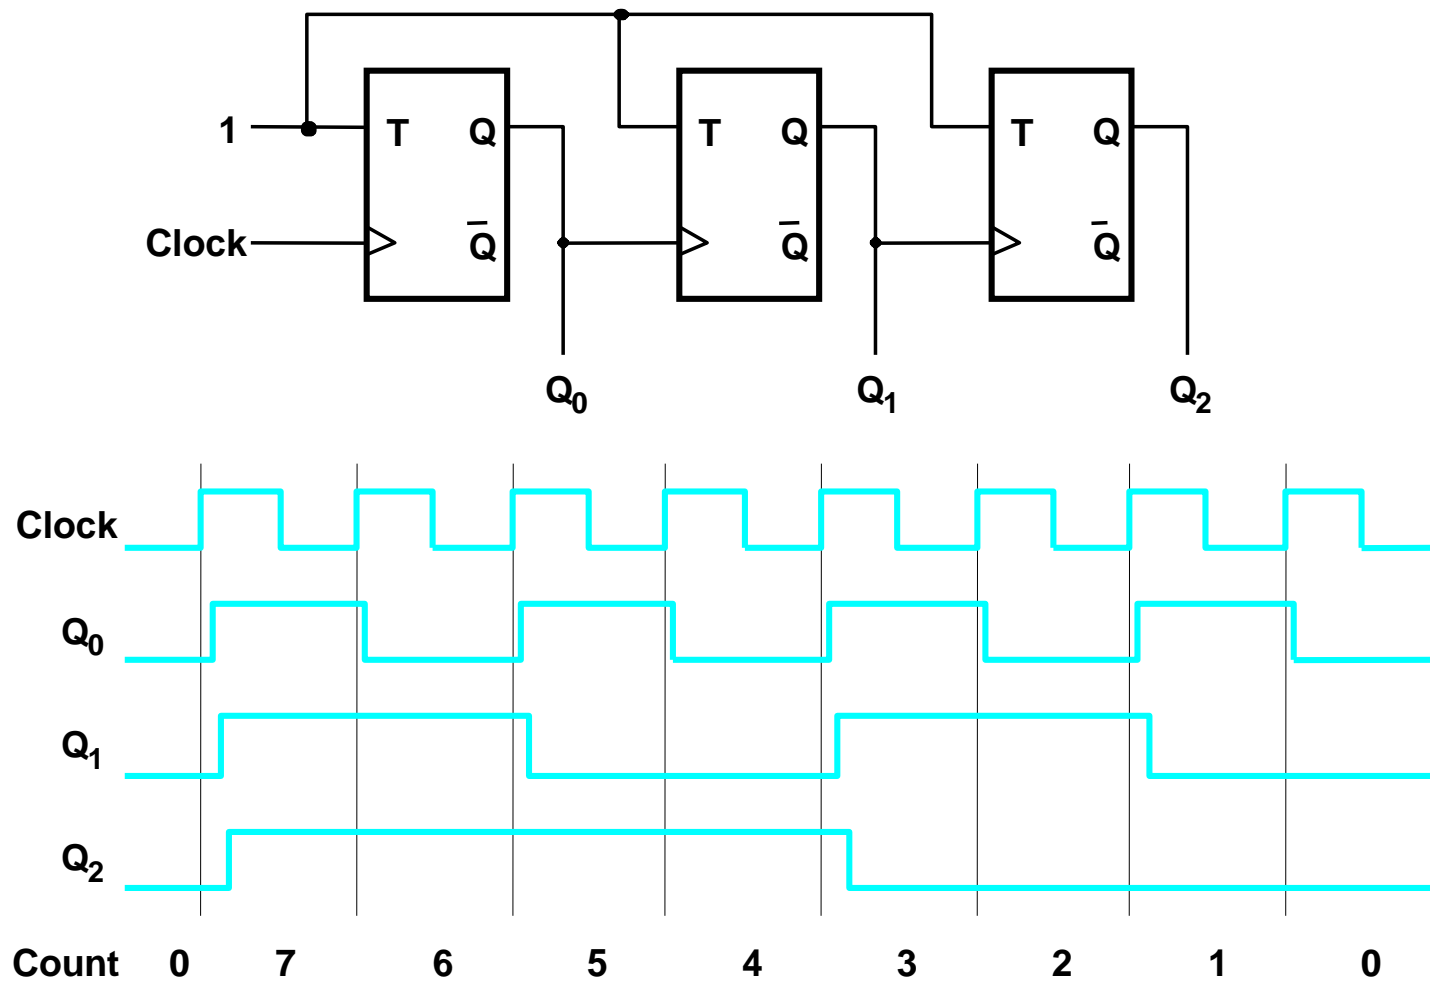 1 T Q T Q T Q
Clock Q̅ Q̅ Q̅
Q₀ Q₁ Q₂
Clock
Q₀
Q₁
Q₂
Count 0 7 6 5 4 3 2 1 0